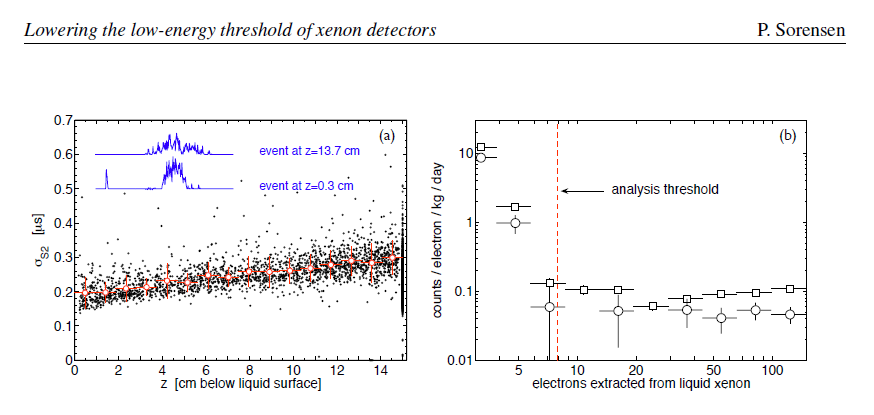 Lowering the low-energy threshold of xenon detectors P. Sorensen
0.7
0.6
0.5
0.4
0.3
0.2
0.1
0
σS2 [µs]
(a)
event at z=13.7 cm
event at z=0.3 cm
0 2 4 6 8 10 12 14
z [cm below liquid surface]
10
1
0.1
0.01
counts / electron / kg / day
(b)
analysis threshold
5 10 20 50 100
electrons extracted from liquid xenon